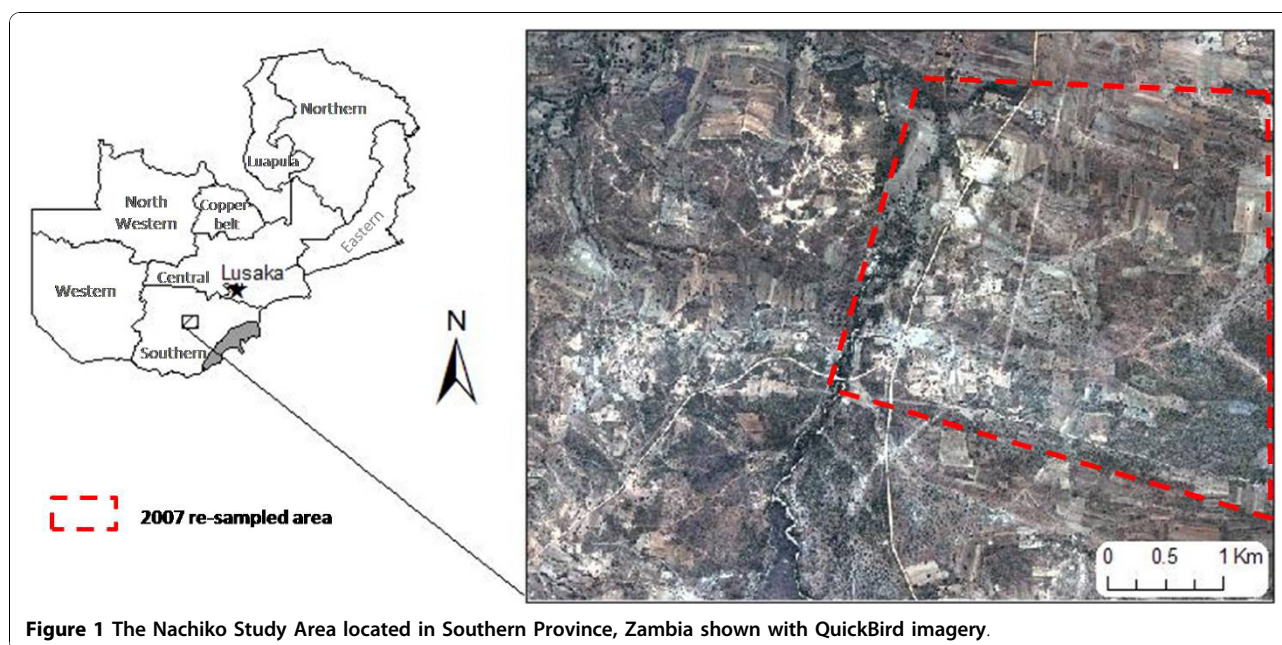 Northern
Luapula
North
Western
Copper
belt
Eastern
Central
Lusaka
Western
Southern
N
2007 re-sampled area
0 0.5 1 Km
Figure 1 The Nachiko Study Area located in Southern Province, Zambia shown with QuickBird imagery.